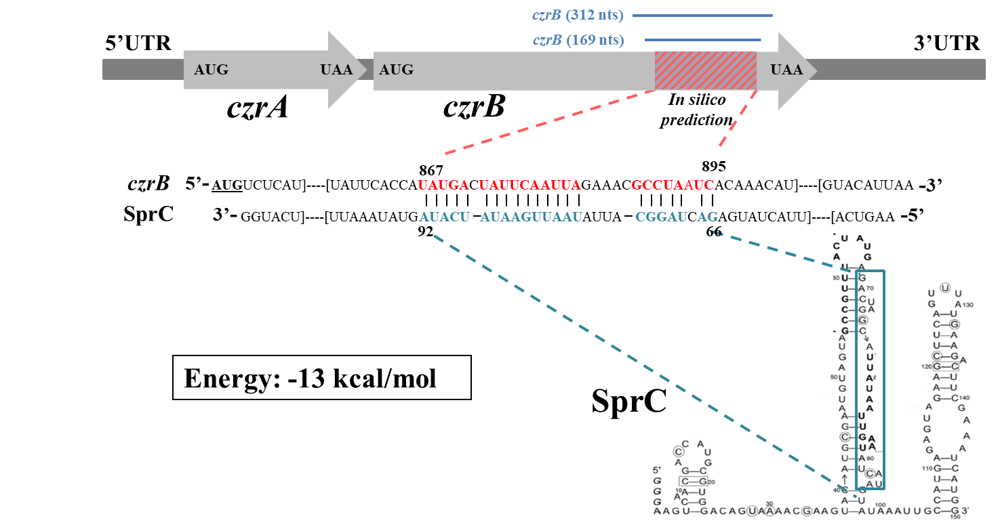 czrB (312 nts)
czrB (169 nts)
5’UTR
3’UTR
AUG
UAA
AUG
UAA
czrA
czrB
In silico
prediction
867
895
czrB 5’-AUGUCUCAU]----[UAUUCACCAUAUGACUAUUCAAUUAGAAACGCCUAAUCACAAACAU]----[GUACAUUAA -3’
SprC 3’- GGUACU]----[UUAAAUAUGAUACU–AUAAGUUAAUAUUA–CGGAUCAGAGUAUCAUU]----[ACUGAA -5’
92
66
Energy: -13 kcal/mol
SprC